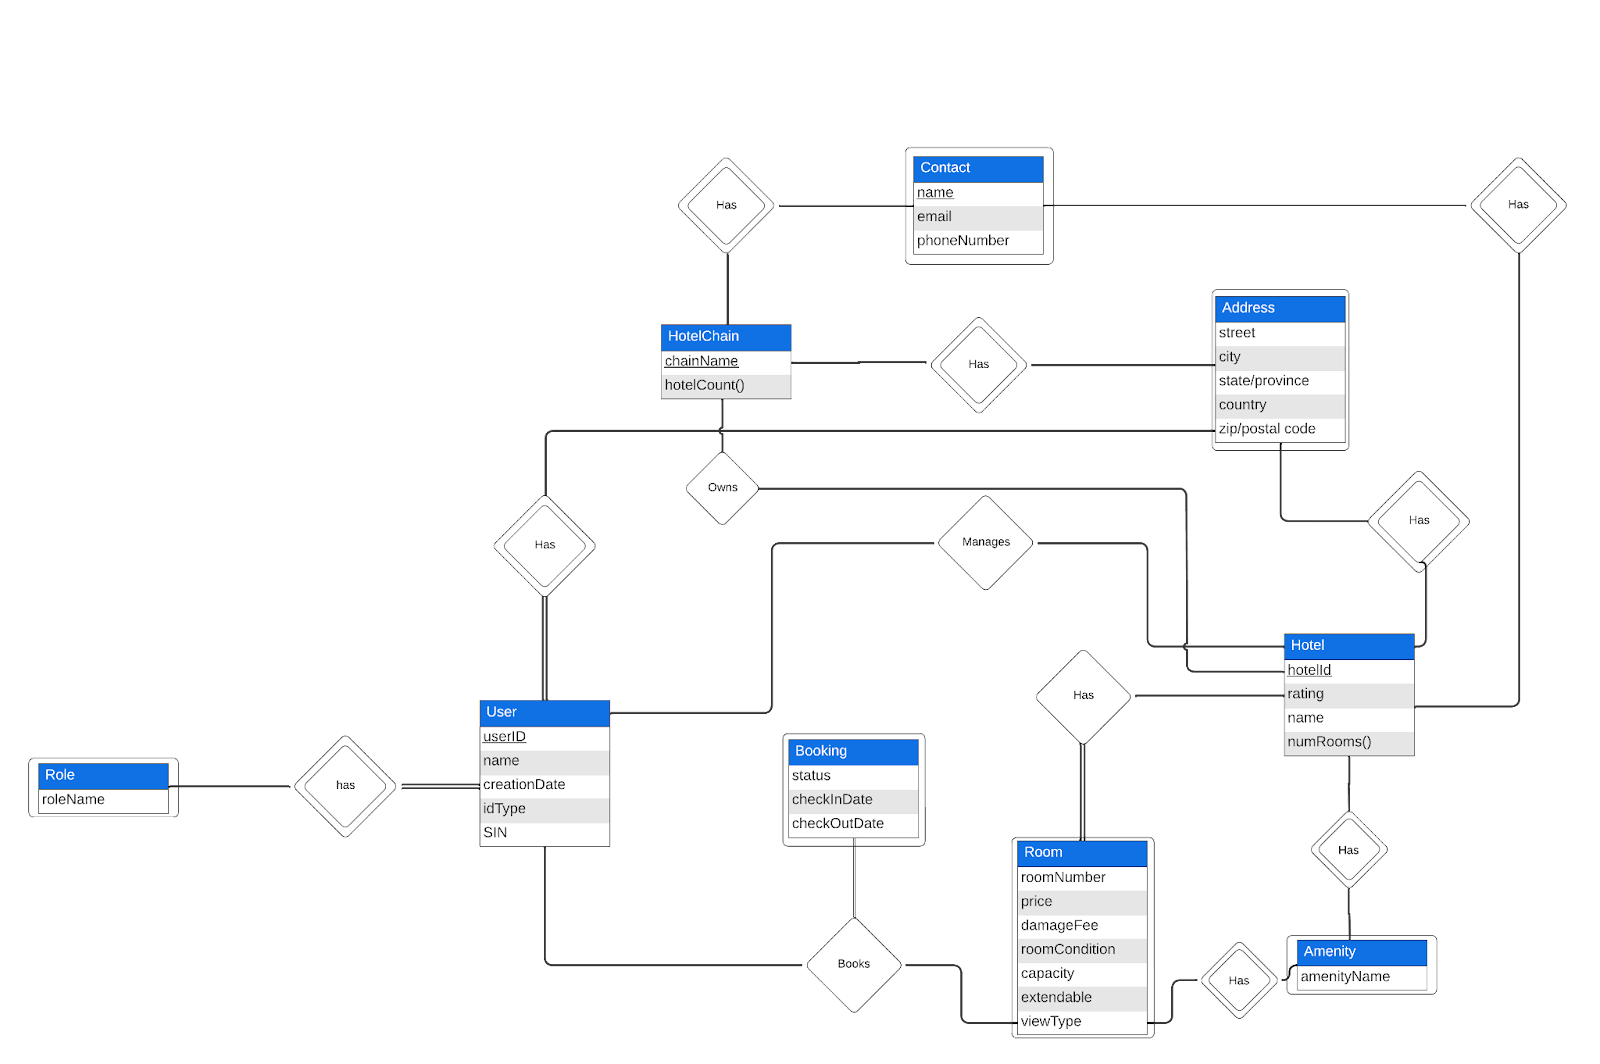 Contact
name
email
phoneNumber
Has
Has
HotelChain
chainName
hotelCount()
Has
Address
street
city
state/province
country
zip/postal code
Owns
Manages
Has
Has
Hotel
hotelId
rating
name
numRooms()
Has
User
userID
name
creationDate
idType
SIN
Role
roleName
has
Booking
status
checkInDate
checkOutDate
Books
Room
roomNumber
price
damageFee
roomCondition
capacity
extendable
viewType
Has
Has
Amenity
amenityName